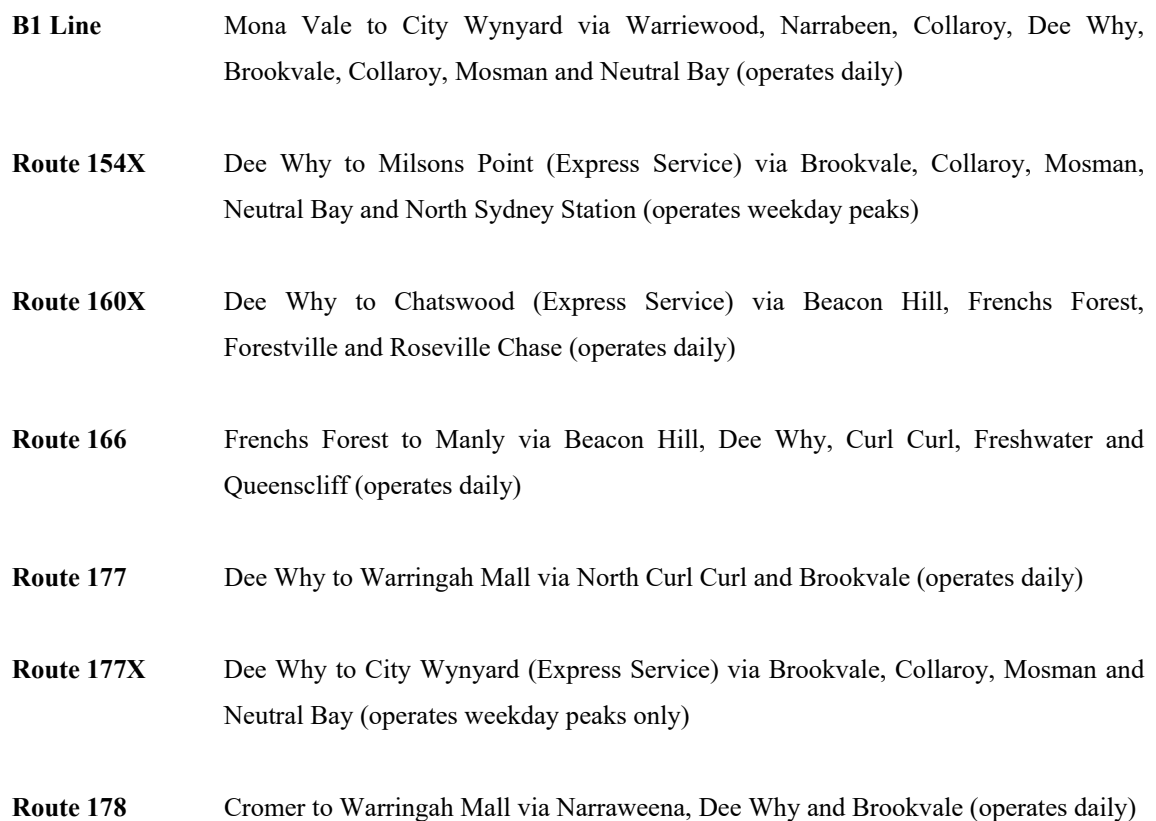 B1 Line Mona Vale to City Wynyard via Warriewood, Narrabeen, Collaroy, Dee Why,
Brookvale, Collaroy, Mosman and Neutral Bay (operates daily)
Route 154X Dee Why to Milsons Point (Express Service) via Brookvale, Collaroy, Mosman,
Neutral Bay and North Sydney Station (operates weekday peaks)
Route 160X Dee Why to Chatswood (Express Service) via Beacon Hill, Frenchs Forest,
Forestville and Roseville Chase (operates daily)
Route 166 Frenchs Forest to Manly via Beacon Hill, Dee Why, Curl Curl, Freshwater and
Queenscliff (operates daily)
Route 177 Dee Why to Warringah Mall via North Curl Curl and Brookvale (operates daily)
Route 177X Dee Why to City Wynyard (Express Service) via Brookvale, Collaroy, Mosman and
Neutral Bay (operates weekday peaks only)
Route 178 Cromer to Warringah Mall via Narraweena, Dee Why and Brookvale (operates daily)